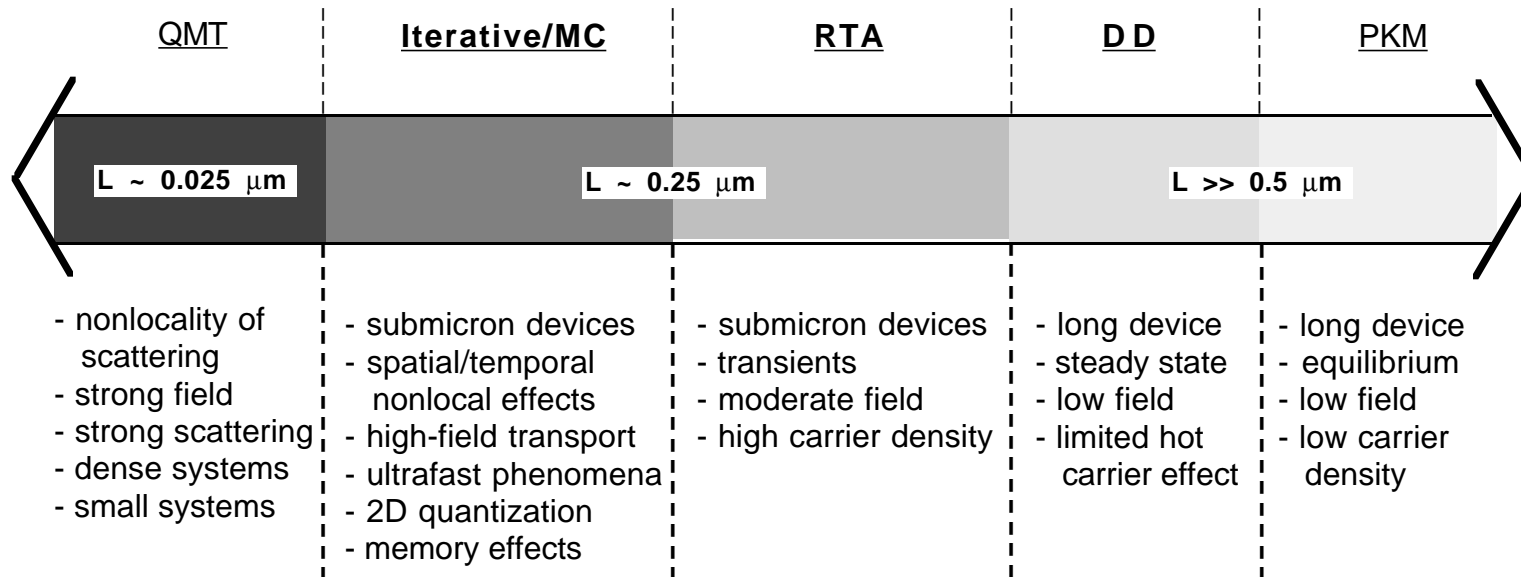 QMT
Iterative/MC
RTA
DD
PKM
L ~ 0.025 μm
L ~ 0.25 μm
L >> 0.5 μm
- nonlocality of
scattering
- strong field
- strong scattering
- dense systems
- small systems
- submicron devices
- spatial/temporal
nonlocal effects
- high-field transport
- ultrafast phenomena
- 2D quantization
- memory effects
- submicron devices
- transients
- moderate field
- high carrier density
- long device
- steady state
- low field
- limited hot
carrier effect
- long device
- equilibrium
- low field
- low carrier
density